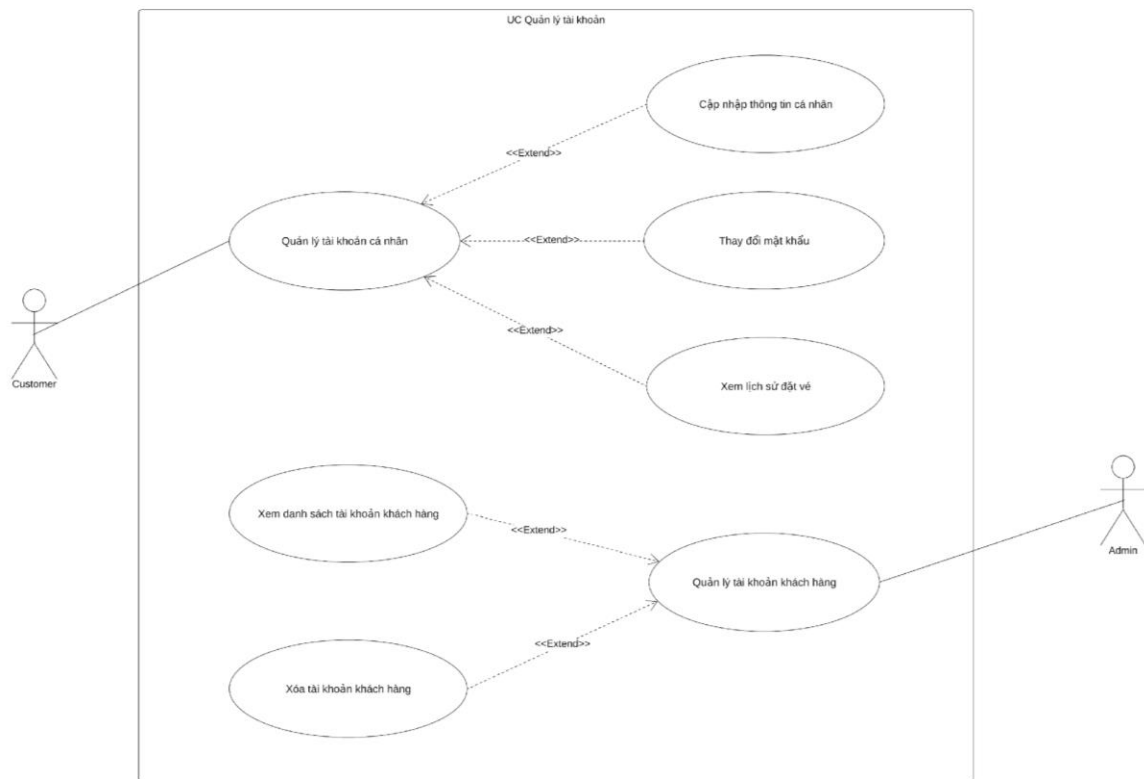 UC Quản lý tài khoản
Cập nhập thông tin cá nhân
<<Extend>>
Quản lý tài khoản cá nhân
<<Extend>>
Thay đổi mật khẩu
<<Extend>>
Customer
Xem lịch sử đặt vé
Xem danh sách tài khoản khách hàng
<<Extend>>
Admin
Quản lý tài khoản khách hàng
<<Extend>>
Xóa tài khoản khách hàng